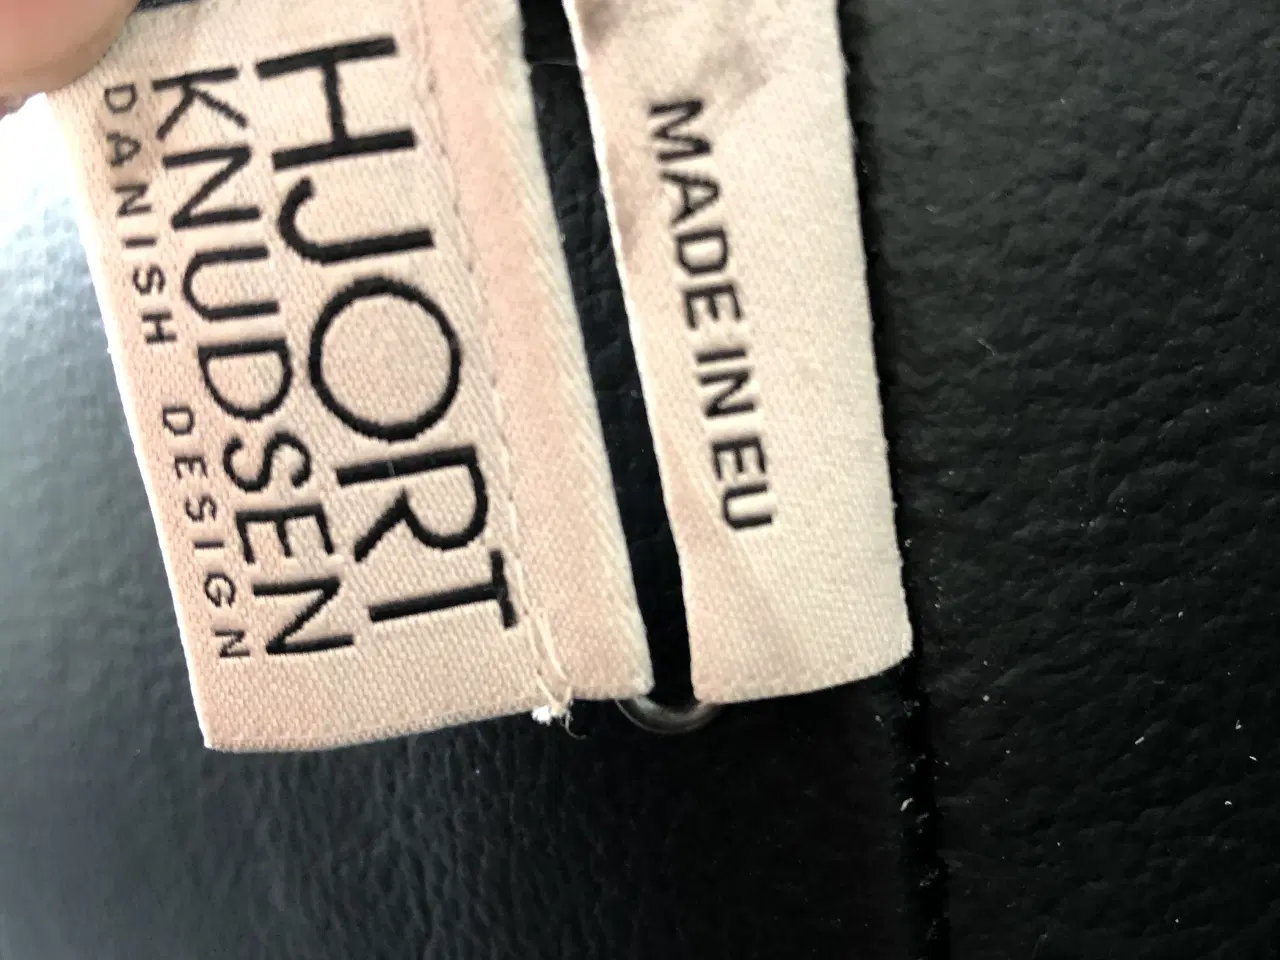 HJORT
KNUDSEN
DANISH DESIGN
MADE IN EU